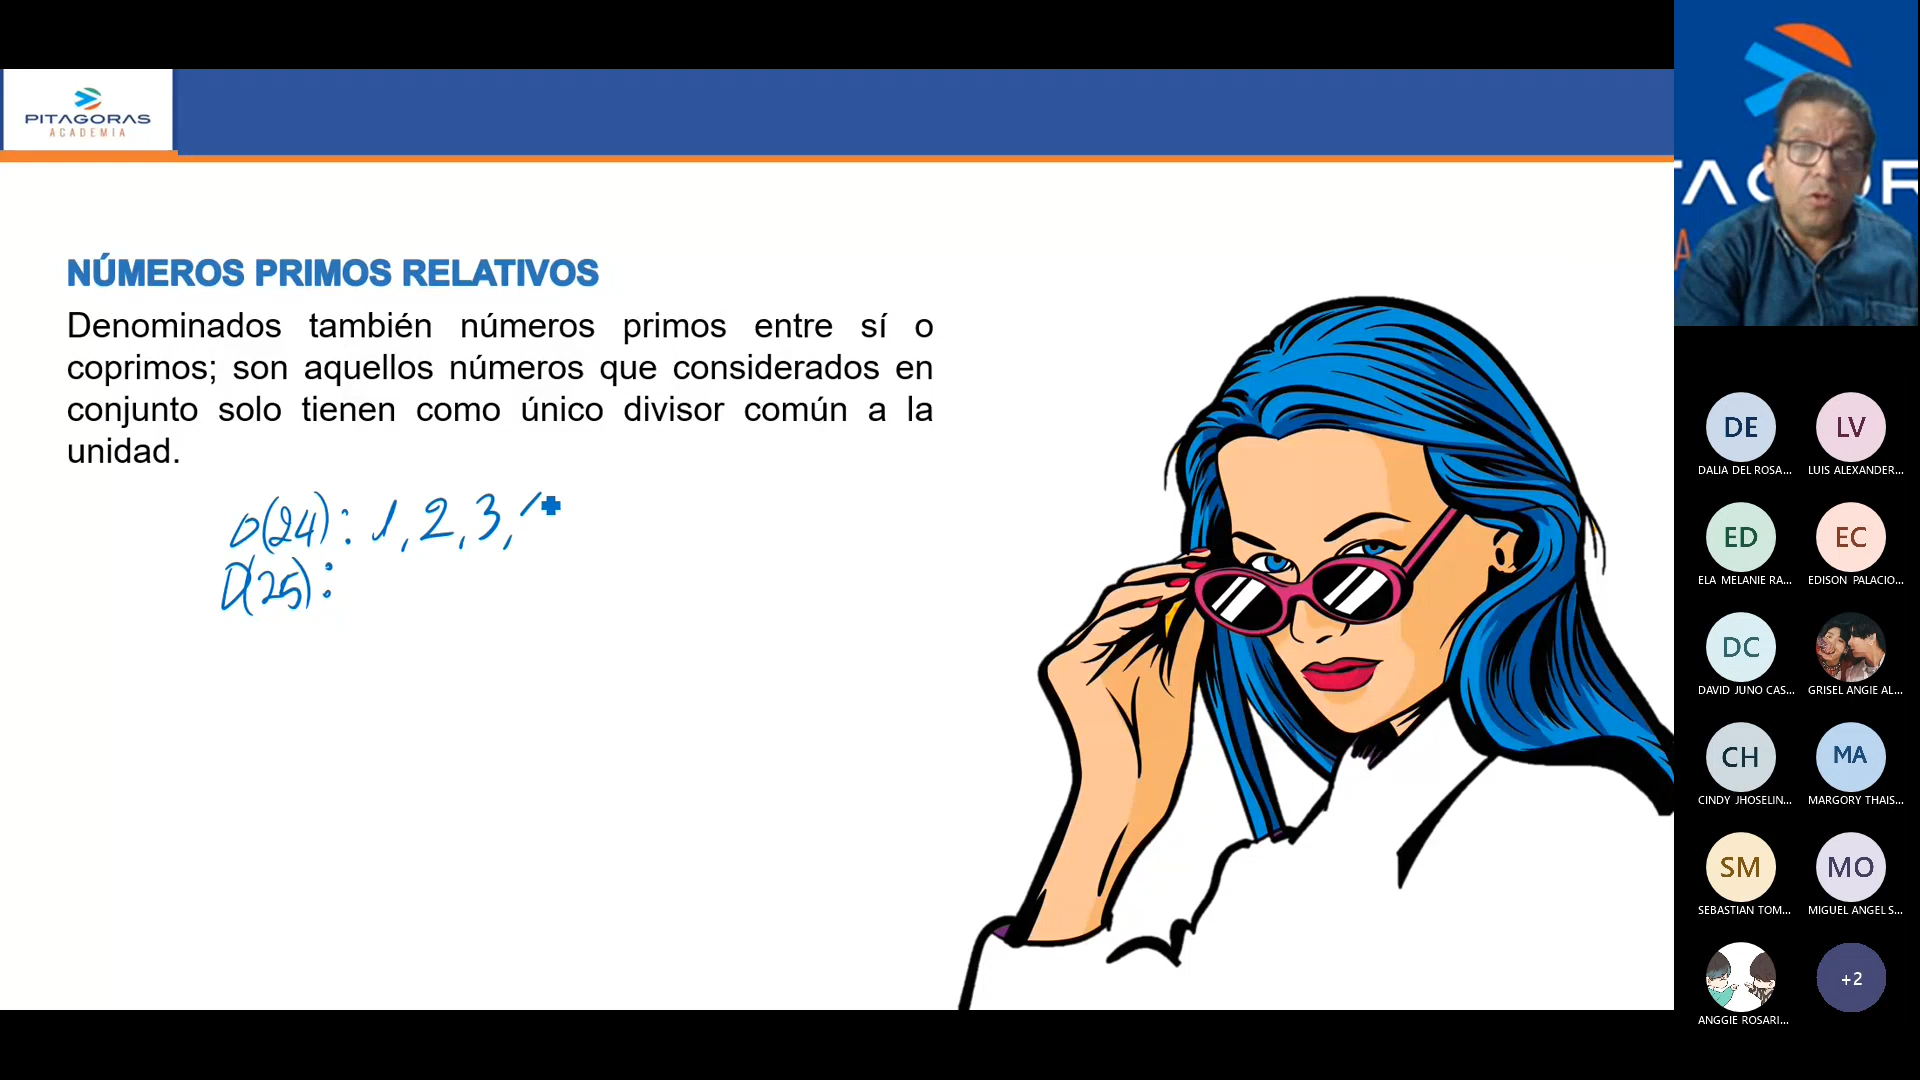 PITAGORAS
ACADEMIA
NÚMEROS PRIMOS RELATIVOS
Denominados también números primos entre sí o
coprimos; son aquellos números que considerados en
conjunto solo tienen como único divisor común a la
unidad.
D(24): 1, 2, 3,
D(25):
DE
DALIA DEL ROSA...
LV
LUIS ALEXANDER...
ED
ELA MELANIE RA...
EC
EDISON PALACIO...
DC
DAVID JUNO CAS...
GRISEL ANGIE AL...
CH
CINDY JHOSELIN...
MA
MARGORY THAIS...
SM
SEBASTIAN TOM...
MO
MIGUEL ANGEL S...
ANGGIE ROSARI...
+2